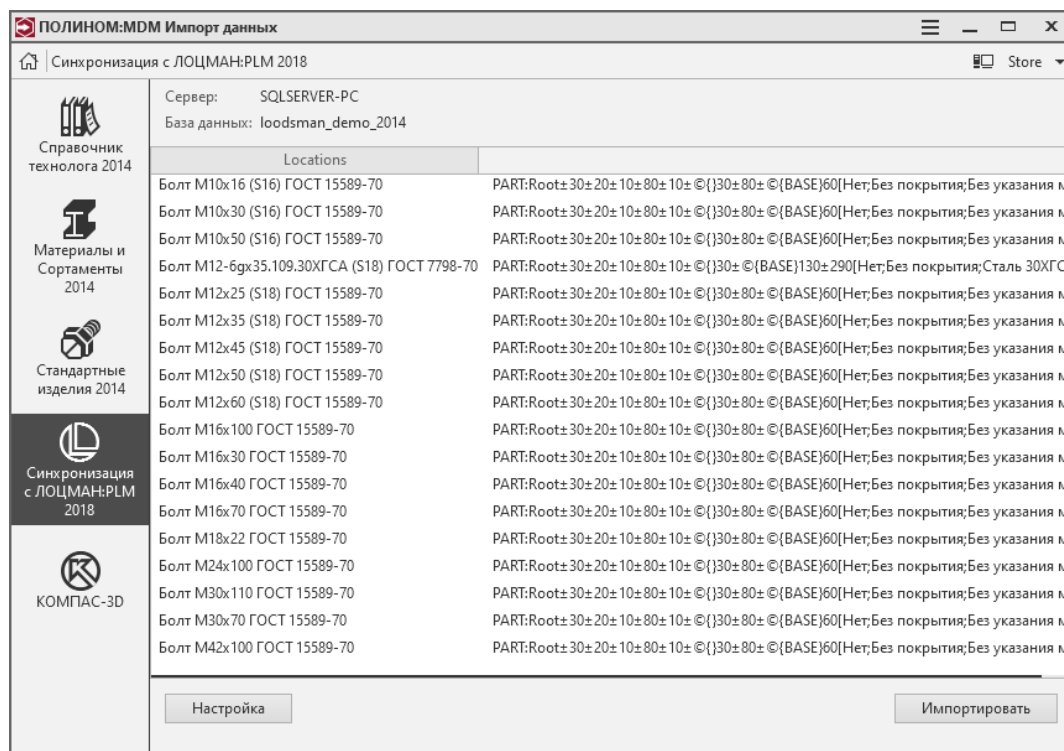 ПОЛИНОМ:MDM Импорт данных
Синхронизация с ЛОЦМАН:PLM 2018
Store
Справочник
технолога 2014
Материалы и
Сортаменты
2014
Стандартные
изделия 2014
Синхронизация
с ЛОЦМАН:PLM
2018
КОМПАС-3D
Сервер: SQLSERVER-PC
База данных: loodsman_demo_2014
Locations
Болт M10x16 (S16) ГОСТ 15589-70 PART:Root±30±20±10±80±10±©{}30±80±©{BASE}60[Нет;Без покрытия;Без указания м
Болт M10x30 (S16) ГОСТ 15589-70 PART:Root±30±20±10±80±10±©{}30±80±©{BASE}60[Нет;Без покрытия;Без указания м
Болт M10x50 (S16) ГОСТ 15589-70 PART:Root±30±20±10±80±10±©{}30±80±©{BASE}60[Нет;Без покрытия;Без указания м
Болт M12-6gx35.109.30ХГСА (S18) ГОСТ 7798-70 PART:Root±30±20±10±80±10±©{}30±©{BASE}130±290[Нет;Без покрытия;Сталь 30ХГС
Болт M12x25 (S18) ГОСТ 15589-70 PART:Root±30±20±10±80±10±©{}30±80±©{BASE}60[Нет;Без покрытия;Без указания м
Болт M12x35 (S18) ГОСТ 15589-70 PART:Root±30±20±10±80±10±©{}30±80±©{BASE}60[Нет;Без покрытия;Без указания м
Болт M12x45 (S18) ГОСТ 15589-70 PART:Root±30±20±10±80±10±©{}30±80±©{BASE}60[Нет;Без покрытия;Без указания м
Болт M12x50 (S18) ГОСТ 15589-70 PART:Root±30±20±10±80±10±©{}30±80±©{BASE}60[Нет;Без покрытия;Без указания м
Болт M12x60 (S18) ГОСТ 15589-70 PART:Root±30±20±10±80±10±©{}30±80±©{BASE}60[Нет;Без покрытия;Без указания м
Болт M16x100 ГОСТ 15589-70 PART:Root±30±20±10±80±10±©{}30±80±©{BASE}60[Нет;Без покрытия;Без указания м
Болт M16x30 ГОСТ 15589-70 PART:Root±30±20±10±80±10±©{}30±80±©{BASE}60[Нет;Без покрытия;Без указания м
Болт M16x40 ГОСТ 15589-70 PART:Root±30±20±10±80±10±©{}30±80±©{BASE}60[Нет;Без покрытия;Без указания м
Болт M16x70 ГОСТ 15589-70 PART:Root±30±20±10±80±10±©{}30±80±©{BASE}60[Нет;Без покрытия;Без указания м
Болт M18x22 ГОСТ 15589-70 PART:Root±30±20±10±80±10±©{}30±80±©{BASE}60[Нет;Без покрытия;Без указания м
Болт M24x100 ГОСТ 15589-70 PART:Root±30±20±10±80±10±©{}30±80±©{BASE}60[Нет;Без покрытия;Без указания м
Болт M30x110 ГОСТ 15589-70 PART:Root±30±20±10±80±10±©{}30±80±©{BASE}60[Нет;Без покрытия;Без указания м
Болт M30x70 ГОСТ 15589-70 PART:Root±30±20±10±80±10±©{}30±80±©{BASE}60[Нет;Без покрытия;Без указания м
Болт M42x100 ГОСТ 15589-70 PART:Root±30±20±10±80±10±©{}30±80±©{BASE}60[Нет;Без покрытия;Без указания м
Настройка
Импортировать